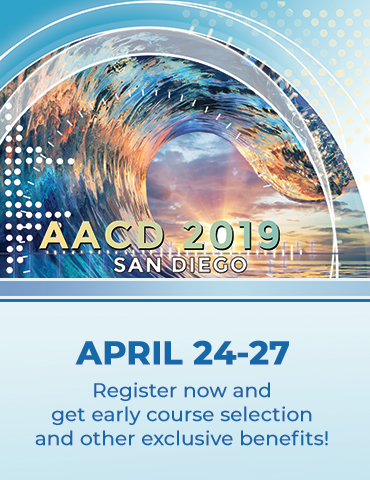 AACD 2019
SAN DIEGO
APRIL 24-27
Register now and
get early course selection
and other exclusive benefits!